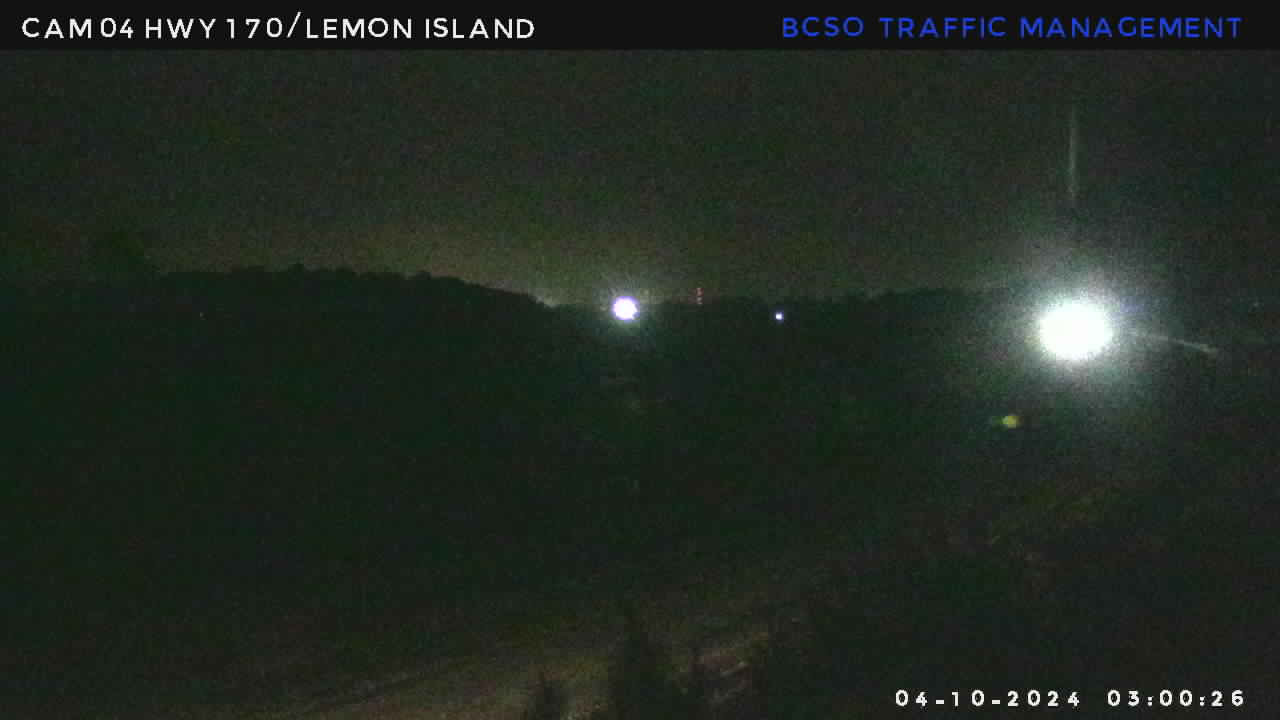 CAM04 HWY 170/LEMON ISLAND
BCSO TRAFFIC MANAGEMENT
04-10-2024 03:00:26